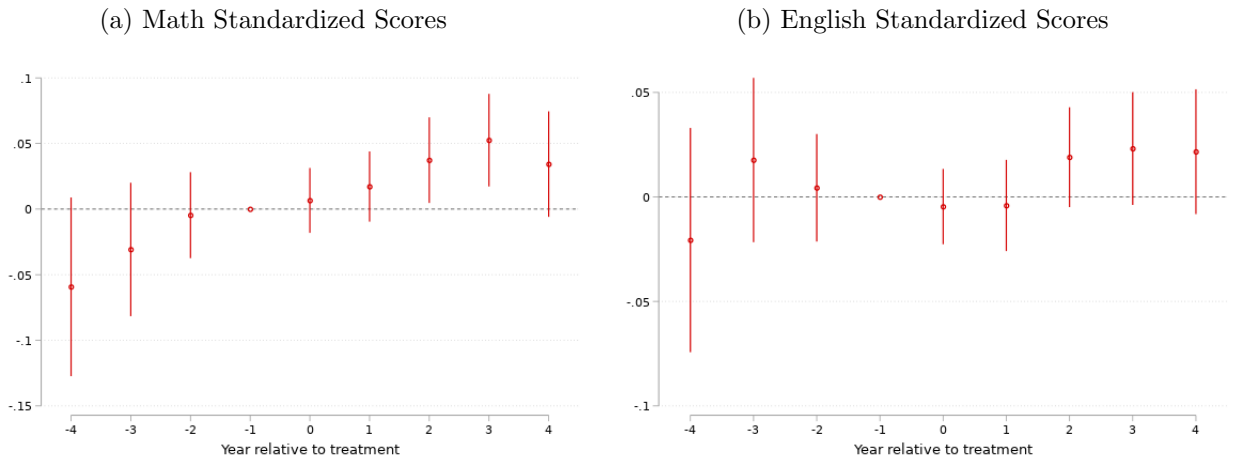 (a) Math Standardized Scores
.1
.05
0
-.05
-.1
-.15
-4 -3 -2 -1 0 1 2 3 4
Year relative to treatment
(b) English Standardized Scores
.05
0
-.05
-.1
-4 -3 -2 -1 0 1 2 3 4
Year relative to treatment